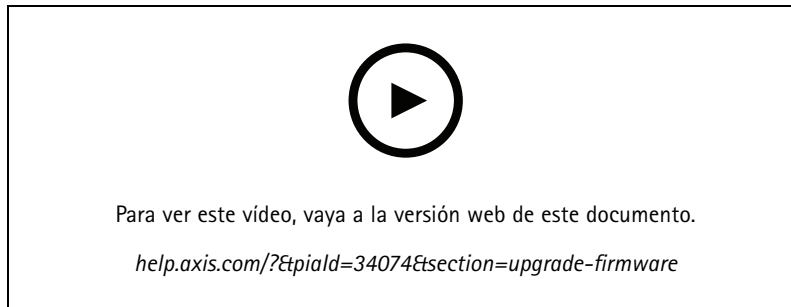 Para ver este vídeo, vaya a la versión web de este documento.
help.axis.com/?&piaId=34074&section=upgrade-firmware